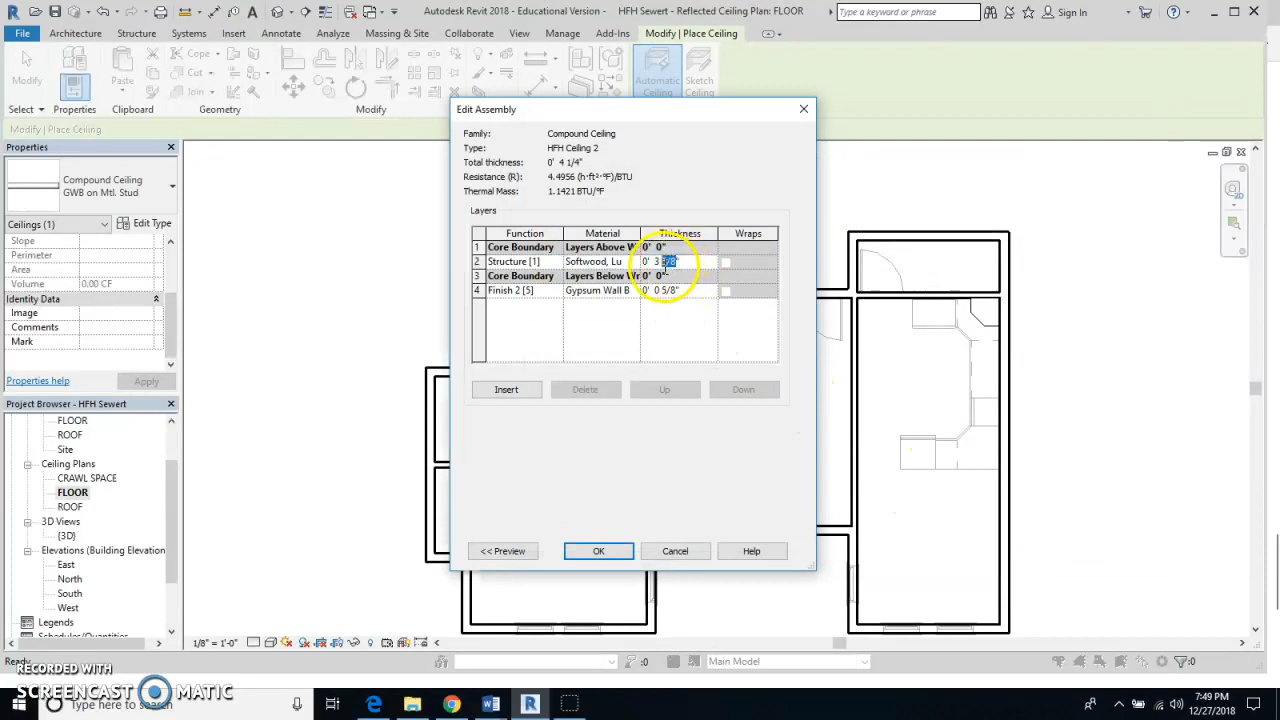 Autodesk Revit 2018 - Educational Version - HFH Sewert - Reflected Ceiling Plan: FLOOR
Type a keyword or phrase
Sign In
File Architecture Structure Systems Insert Annotate Analyze Massing & Site Collaborate View Manage Add-Ins Modify | Place Ceiling
Modify
Paste
Cope
Cut
Join
Automatic Ceiling
Sketch Ceiling
Select Properties Clipboard Geometry Modify
Modify | Place Ceiling
Properties
Compound Ceiling
GWB on Mtl. Stud
Ceilings (1) Edit Type
Slope
Perimeter
Area
Volume 0.00 CF
Identity Data
Image
Comments
Mark
Properties help Apply
Project Browser - HFH Sewert
FLOOR
ROOF
Site
Ceiling Plans
CRAWL SPACE
FLOOR
ROOF
3D Views
{3D}
Elevations (Building Elevation
East
North
South
West
Legends
Edit Assembly
Family: Compound Ceiling
Type: HFH Ceiling 2
Total thickness: 0' 4 1/4"
Resistance (R): 4.4956 (h·ft²·°F)/BTU
Thermal Mass: 1.1421 BTU/°F
Layers
Function Material Thickness Wraps
1 Core Boundary Layers Above W 0' 0"
2 Structure [1] Softwood, Lu 0' 3 5/8"
3 Core Boundary Layers Below Wr 0' 0"
4 Finish 2 [5] Gypsum Wall B 0' 0 5/8"
Insert Delete Up Down
<< Preview OK Cancel Help
1/8" = 1'-0"
Ready
:0
Main Model
:0
RECORDED WITH
SCREENCAST MATIC
Type here to search
7:49 PM
12/27/2018